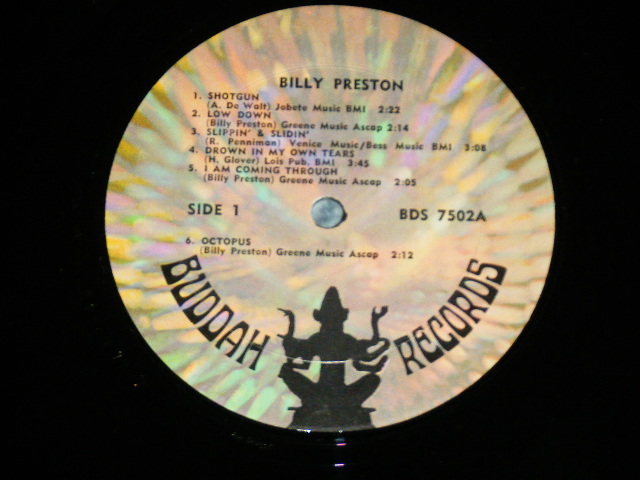 BILLY PRESTON
1. SHOTGUN
(A. De Walt) Jobete Music BMI 2:22
2. LOW DOWN
(Billy Preston) Greene Music Ascap 2:14
3. SLIPPIN' & SLIDIN'
(R. Penniman) Venice Music/Bess Music BMI 3:08
4. DROWN IN MY OWN TEARS
(H. Glover) Lois Pub. BMI 3:45
5. I AM COMING THROUGH
(Billy Preston) Greene Music Ascap 2:05
SIDE 1 BDS 7502A
6. OCTOPUS
(Billy Preston) Greene Music Ascap 2:12
BUDDAH RECORDS